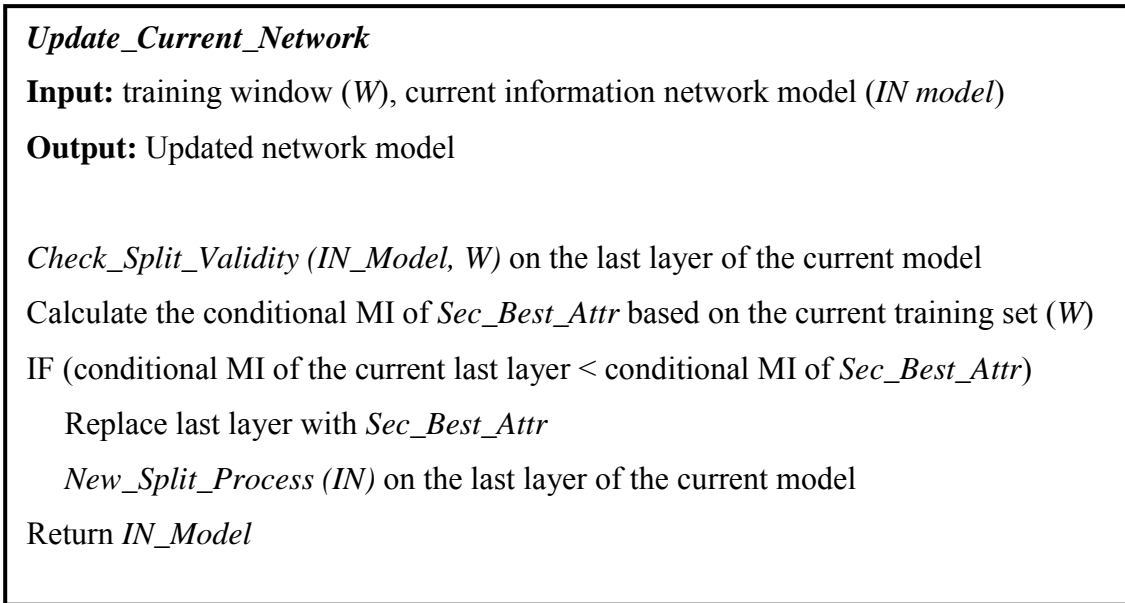 Update_Current_Network
Input: training window (W), current information network model (IN model)
Output: Updated network model
Check_Split_Validity (IN_Model, W) on the last layer of the current model
Calculate the conditional MI of Sec_Best_Attr based on the current training set (W)
IF (conditional MI of the current last layer < conditional MI of Sec_Best_Attr)
Replace last layer with Sec_Best_Attr
New_Split_Process (IN) on the last layer of the current model
Return IN_Model